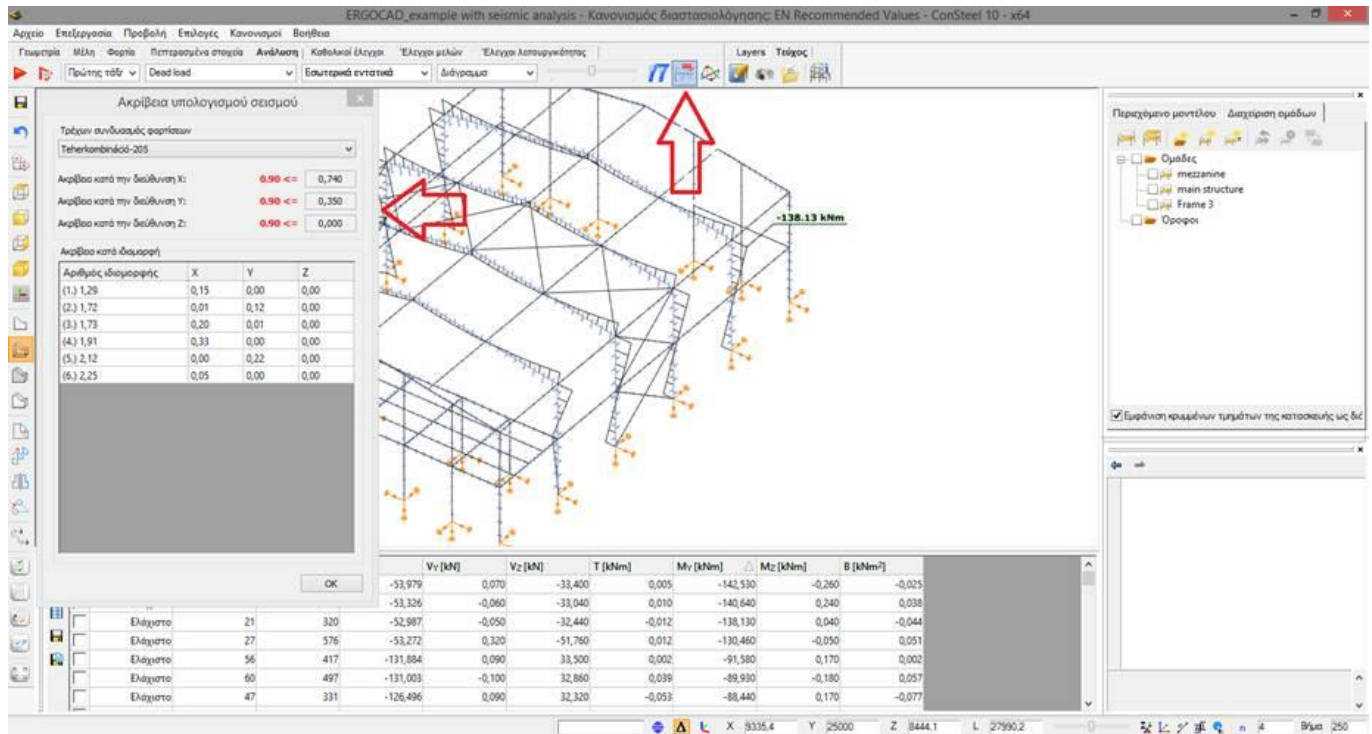 ERGOCAD_example with seismic analysis - Κανονισμός διαστασιολόγησης: EN Recommended Values - ConSteel 10 - x64
Αρχείο Επεξεργασία Προβολή Επιλογές Κανονισμοί Βοήθεια
Γεωμετρία Μέλη Φορτία Πεπερασμένα στοιχεία Ανάλυση Καθολικοί έλεγχοι Έλεγχοι μελών Έλεγχοι λειτουργικότητας Layers Τεύχος
Πρώτης τάξ Dead load Εσωτερικά εντατικά Διάγραμμα
Ακρίβεια υπολογισμού σεισμού
Τρέχων συνδυασμός φορτίσεων
Teherkombináció-205
Ακρίβεια κατά την διεύθυνση X: 0.90 <= 0,740
Ακρίβεια κατά την διεύθυνση Y: 0.90 <= 0,350
Ακρίβεια κατά την διεύθυνση Z: 0.90 <= 0,000
Ακρίβεια κατά ιδιομορφή
Αριθμός ιδιομορφής X Y Z
(1.) 1,29 0,15 0,00 0,00
(2.) 1,72 0,01 0,12 0,00
(3.) 1,73 0,20 0,01 0,00
(4.) 1,91 0,33 0,00 0,00
(5.) 2,12 0,00 0,22 0,00
(6.) 2,25 0,05 0,00 0,00
OK
-138.13 kNm
Περιεχόμενο μοντέλου Διαχείριση ομάδων
Ομάδες
mezzanine
main structure
Frame 3
Όροφοι
Εμφάνιση κρυμμένων τμημάτων της κατασκευής ως διά
Vy [kN] Vz [kN] T [kNm] My [kNm] Mz [kNm] B [kNm²]
-53,979 0,070 -33,400 0,005 -142,530 -0,260 -0,025
-53,326 -0,060 -33,040 0,010 -140,640 0,240 0,038
Ελάχιστο 21 320 -52,987 -0,050 -32,440 -0,012 -138,130 0,040 -0,044
Ελάχιστο 27 576 -53,272 0,320 -51,760 0,012 -130,460 -0,050 0,051
Ελάχιστο 56 417 -131,884 0,090 33,500 0,002 -91,580 0,170 0,002
Ελάχιστο 60 497 -131,003 -0,100 32,860 0,039 -89,930 -0,180 0,057
Ελάχιστο 47 331 -126,496 0,090 32,320 -0,053 -88,440 0,170 -0,077
X 9335,4 Y 25000 Z 8444,1 L 27990,2 n 4 Βήμα 250